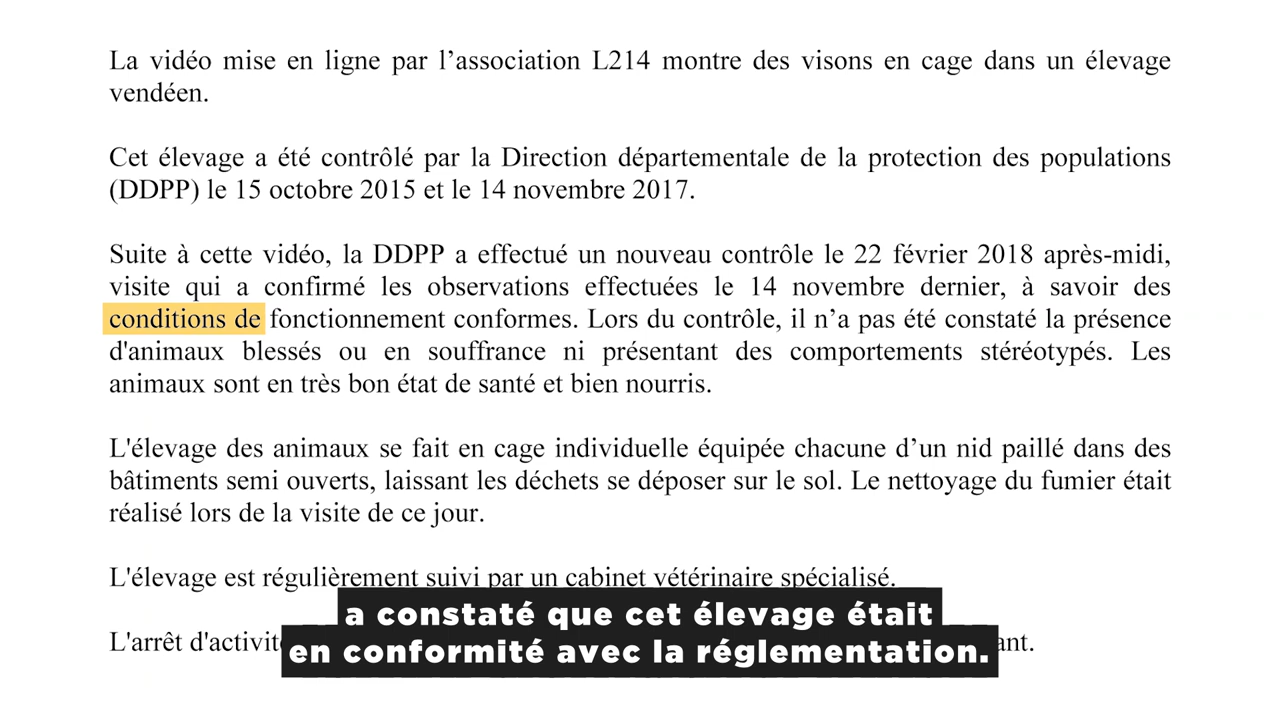 La vidéo mise en ligne par l’association L214 montre des visons en cage dans un élevage
vendéen.
Cet élevage a été contrôlé par la Direction départementale de la protection des populations
(DDPP) le 15 octobre 2015 et le 14 novembre 2017.
Suite à cette vidéo, la DDPP a effectué un nouveau contrôle le 22 février 2018 après-midi,
visite qui a confirmé les observations effectuées le 14 novembre dernier, à savoir des
conditions de fonctionnement conformes. Lors du contrôle, il n’a pas été constaté la présence
d'animaux blessés ou en souffrance ni présentant des comportements stéréotypés. Les
animaux sont en très bon état de santé et bien nourris.
L'élevage des animaux se fait en cage individuelle équipée chacune d’un nid paillé dans des
bâtiments semi ouverts, laissant les déchets se déposer sur le sol. Le nettoyage du fumier était
réalisé lors de la visite de ce jour.
L'élevage est régulièrement suivi par un cabinet vétérinaire spécialisé.
a constaté que cet élevage était
L'arrêt
en conformité avec la réglementation.